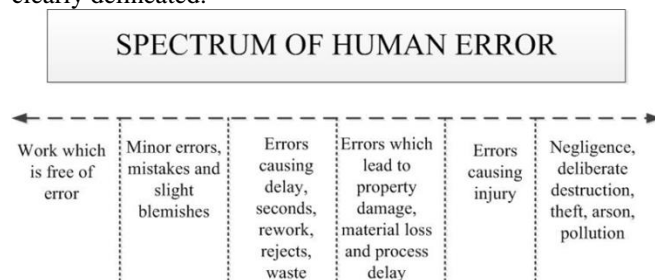 clearly delineated.
SPECTRUM OF HUMAN ERROR
Work which
is free of
error
Minor errors,
mistakes and
slight
blemishes
Errors
causing
delay,
seconds,
rework,
rejects,
waste
Errors which
lead to
property
damage,
material loss
and process
delay
Errors
causing
injury
Negligence,
deliberate
destruction,
theft, arson,
pollution